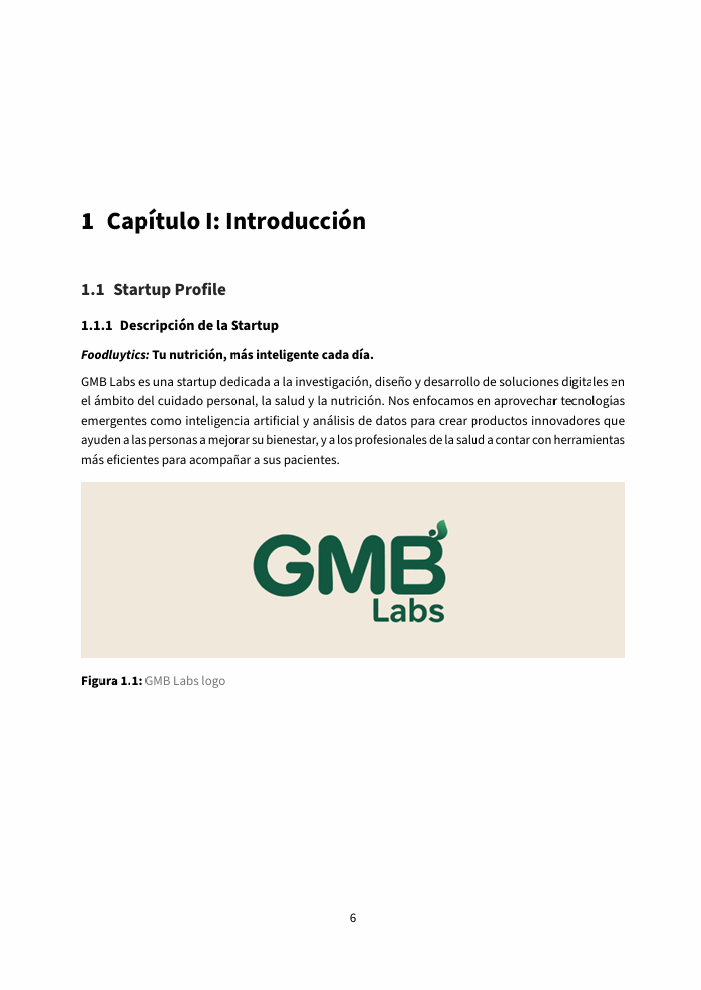 1 Capítulo I: Introducción
1.1 Startup Profile
1.1.1 Descripción de la Startup
Foodluytics: Tu nutrición, más inteligente cada día.
GMB Labs es una startup dedicada a la investigación, diseño y desarrollo de soluciones digitales en
el ámbito del cuidado personal, la salud y la nutrición. Nos enfocamos en aprovechar tecnologías
emergentes como inteligencia artificial y análisis de datos para crear productos innovadores que
ayuden a las personas a mejorar su bienestar, y a los profesionales de la salud a contar con herramientas
más eficientes para acompañar a sus pacientes.
GMB
Labs
Figura 1.1: GMB Labs logo
6